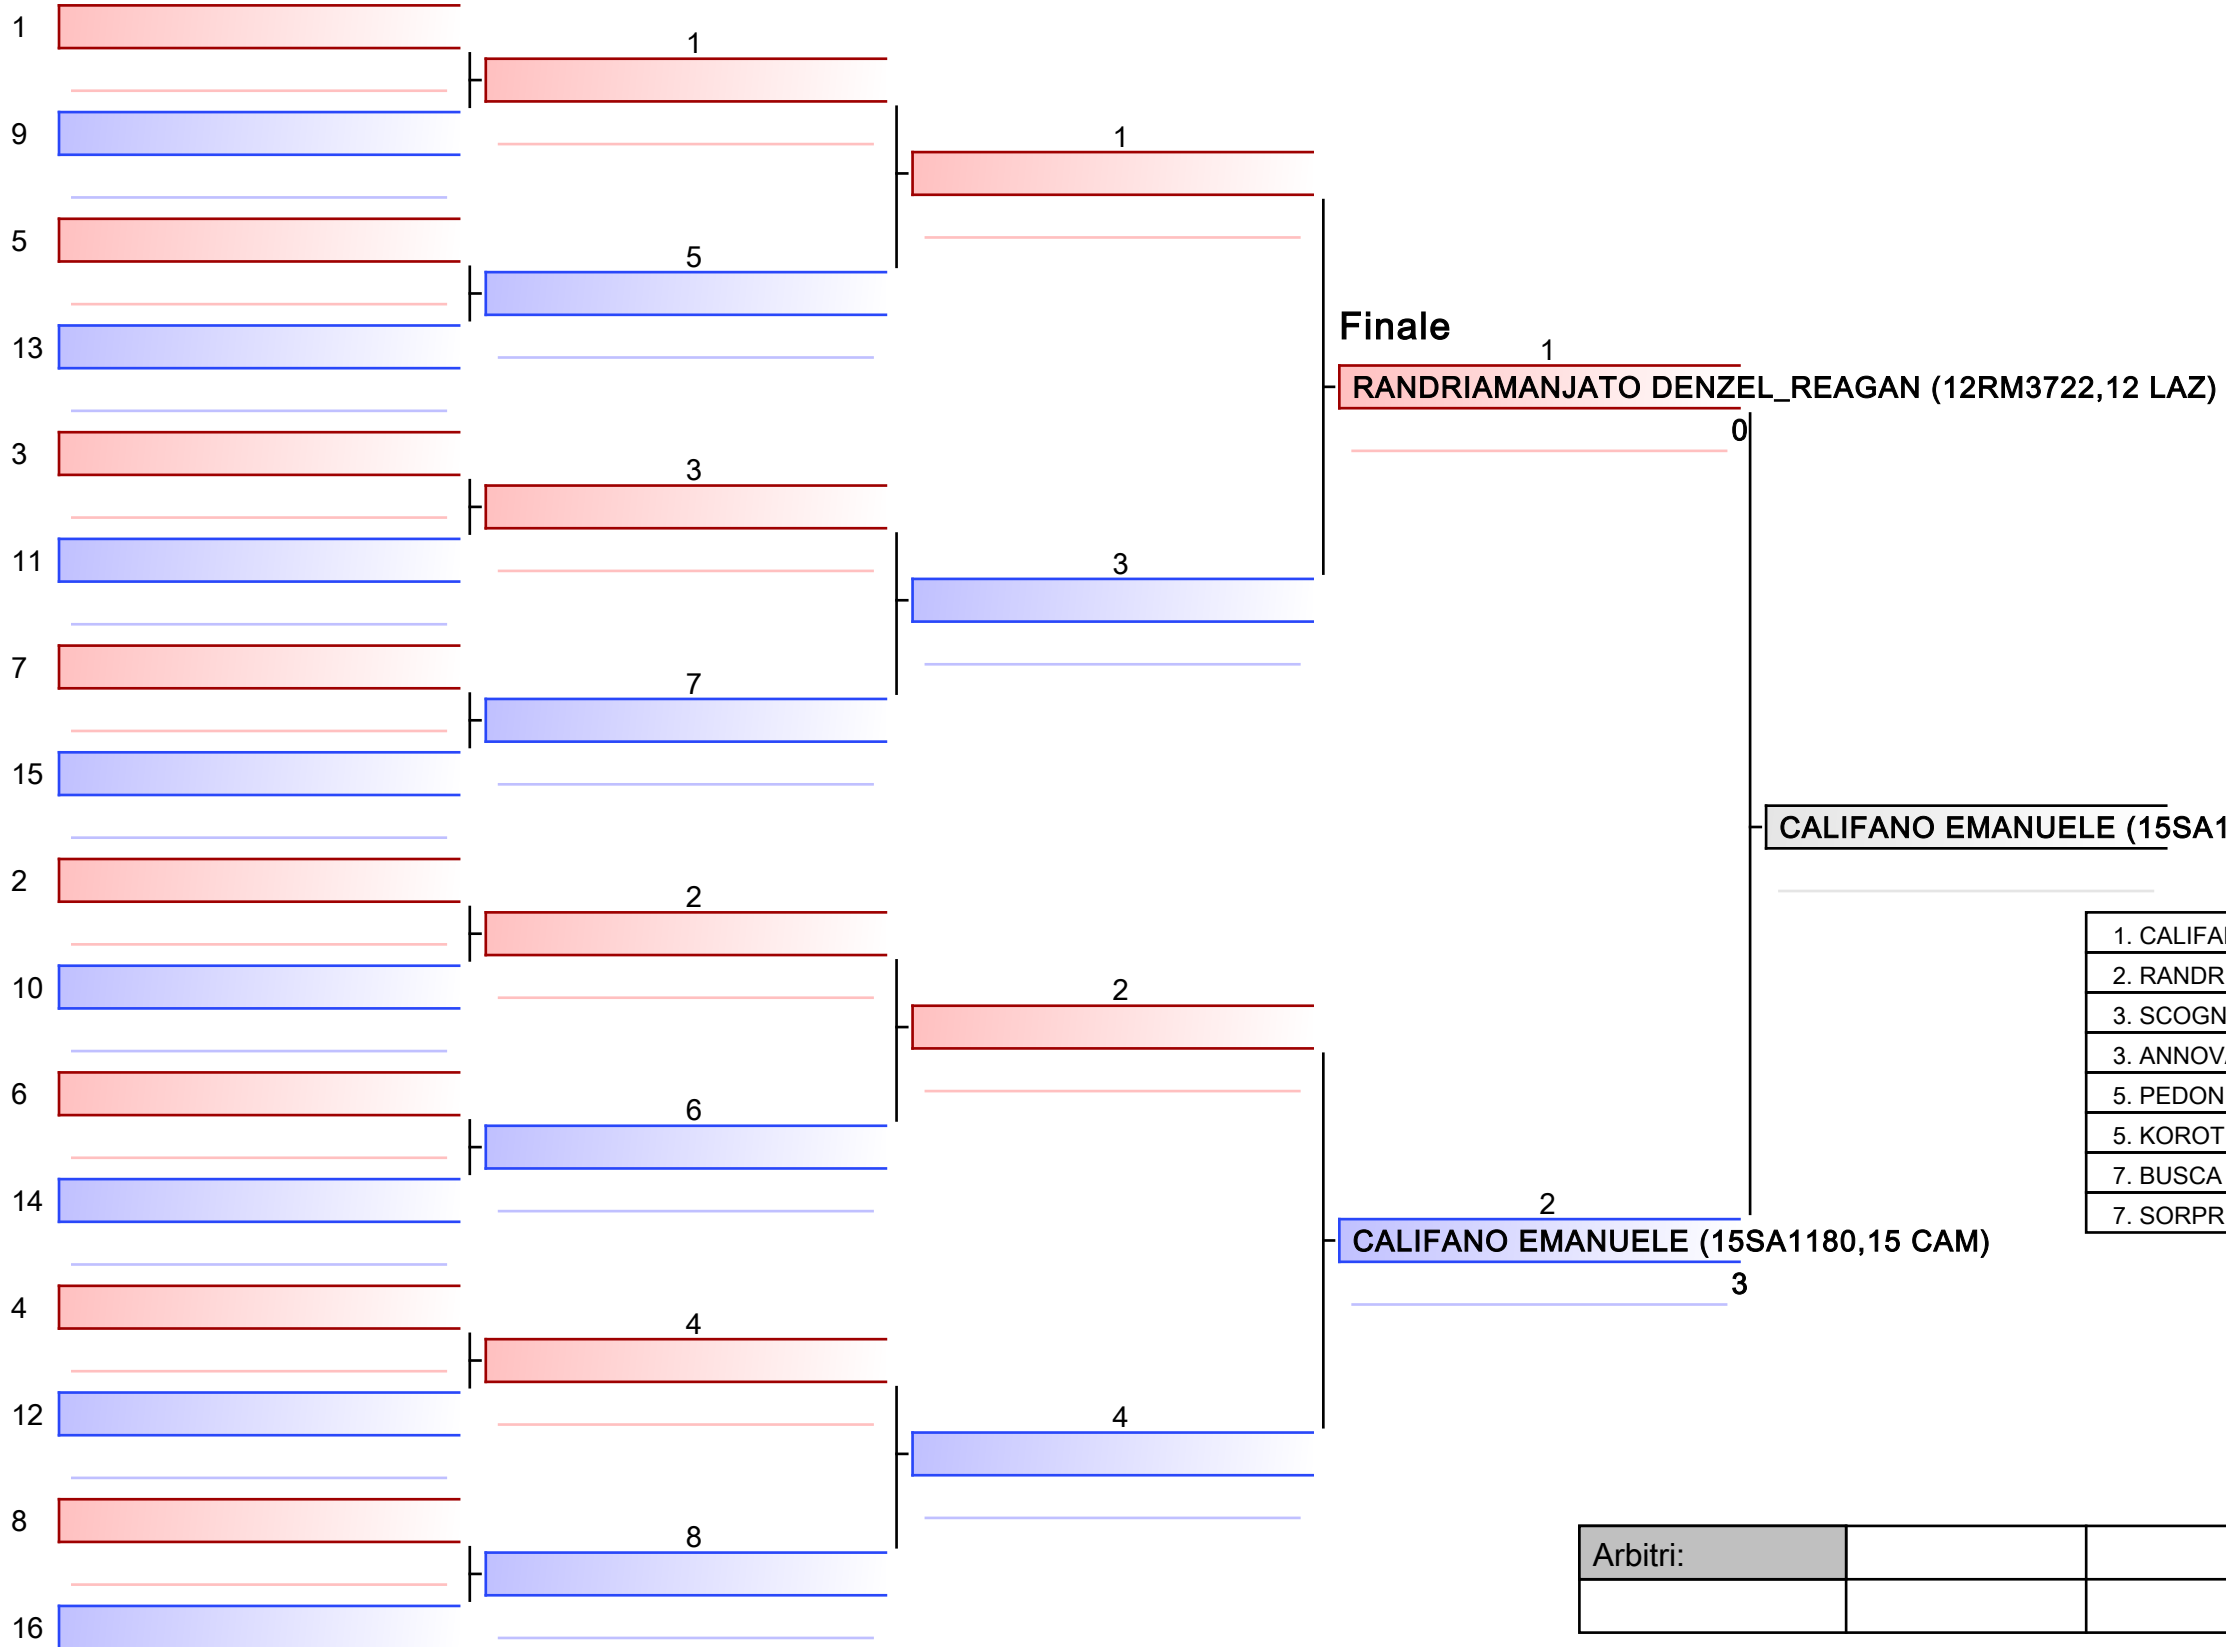 1
1
9
1
5
5
13
Finale
1
RANDRIAMANJATO DENZEL_REAGAN (12RM3722,12 LAZ)
0
3
3
11
3
7
7
15
CALIFANO EMANUELE (15SA1
2
2
1. CALIFA
10
2
2. RANDR
3. SCOGN
3. ANNOV
6
6
5. PEDON
5. KOROT
7. BUSCA
14
2
7. SORPR
CALIFANO EMANUELE (15SA1180,15 CAM)
3
4
4
12
4
8
8
Arbitri:
16